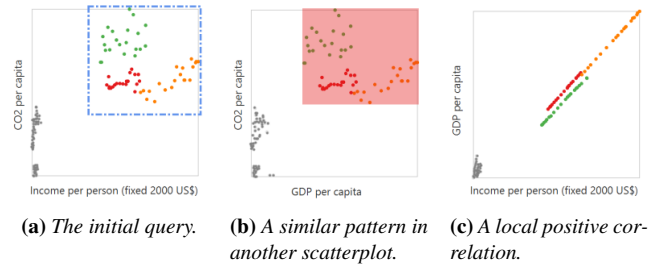 CO2 per capita
Income per person (fixed 2000 US$)
CO2 per capita
GDP per capita
GDP per capita
Income per person (fixed 2000 US$)
(a) The initial query.
(b) A similar pattern in
another scatterplot.
(c) A local positive cor-
relation.